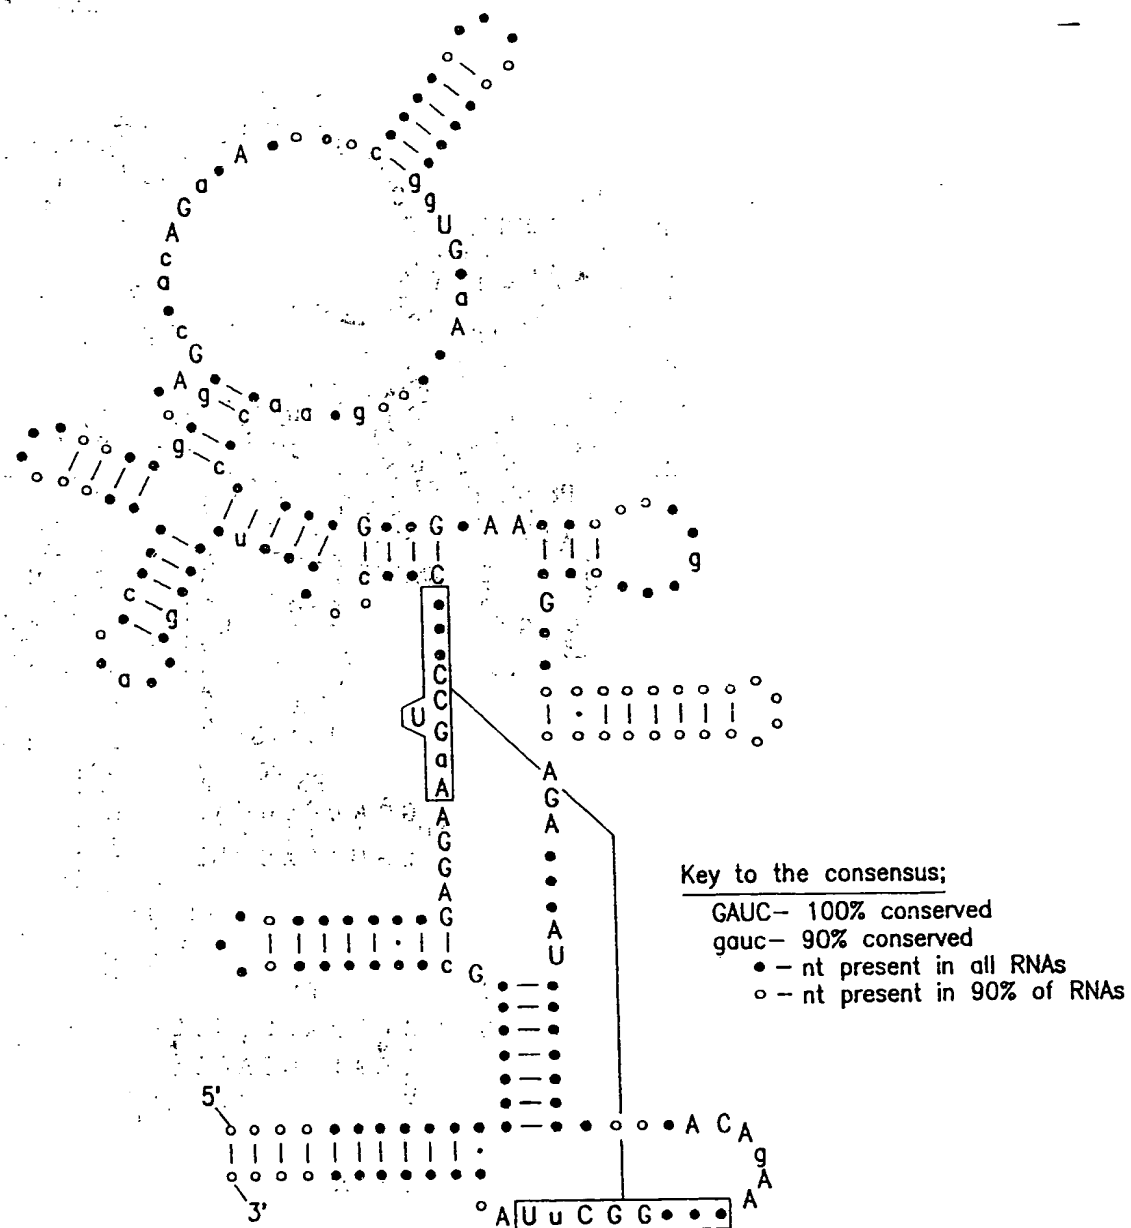 A c
a g
G g
A U
c G
a a
c A
G
A
g c a a g
g c
u G G A A
c C g
c G
g
a
C
C
U G
a
A
A
G A
G A
A G
G A
c G A
U
Key to the consensus;
GAUC– 100% conserved
gauc– 90% conserved
● – nt present in all RNAs
○ – nt present in 90% of RNAs
5'
A C A
g
A
A
3'
A U u C G G